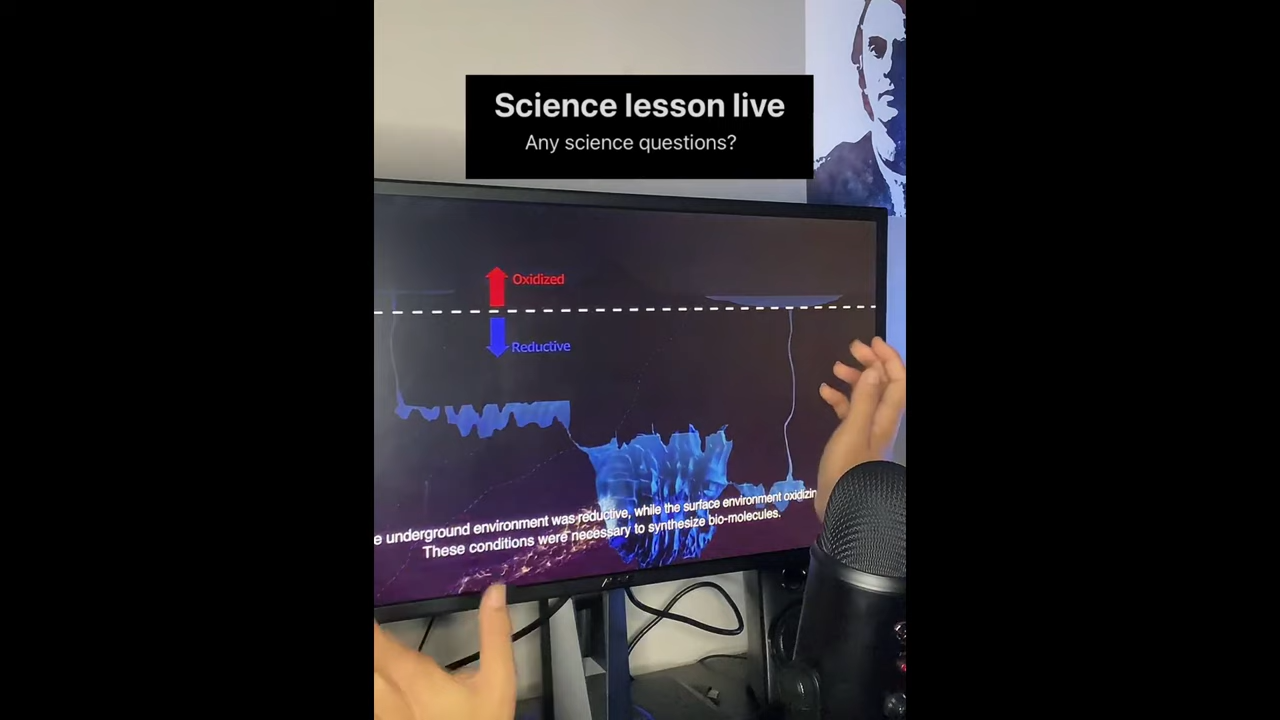 Science lesson live
Any science questions?
Oxidized
Reductive
e underground environment was reductive, while the surface environment oxidizin
These conditions were necessary to synthesize bio-molecules.